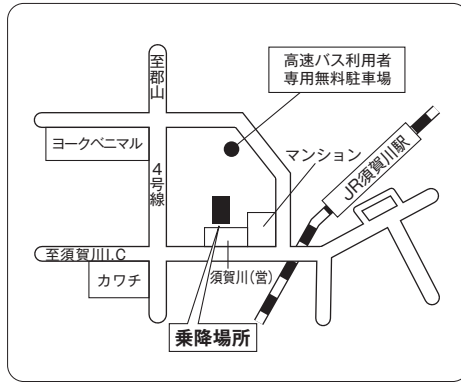 高速バス利用者
専用無料駐車場
至郡山
ヨークベニマル
マンション
JR須賀川駅
4号線
至須賀川I.C
須賀川(営)
カワチ
乗降場所